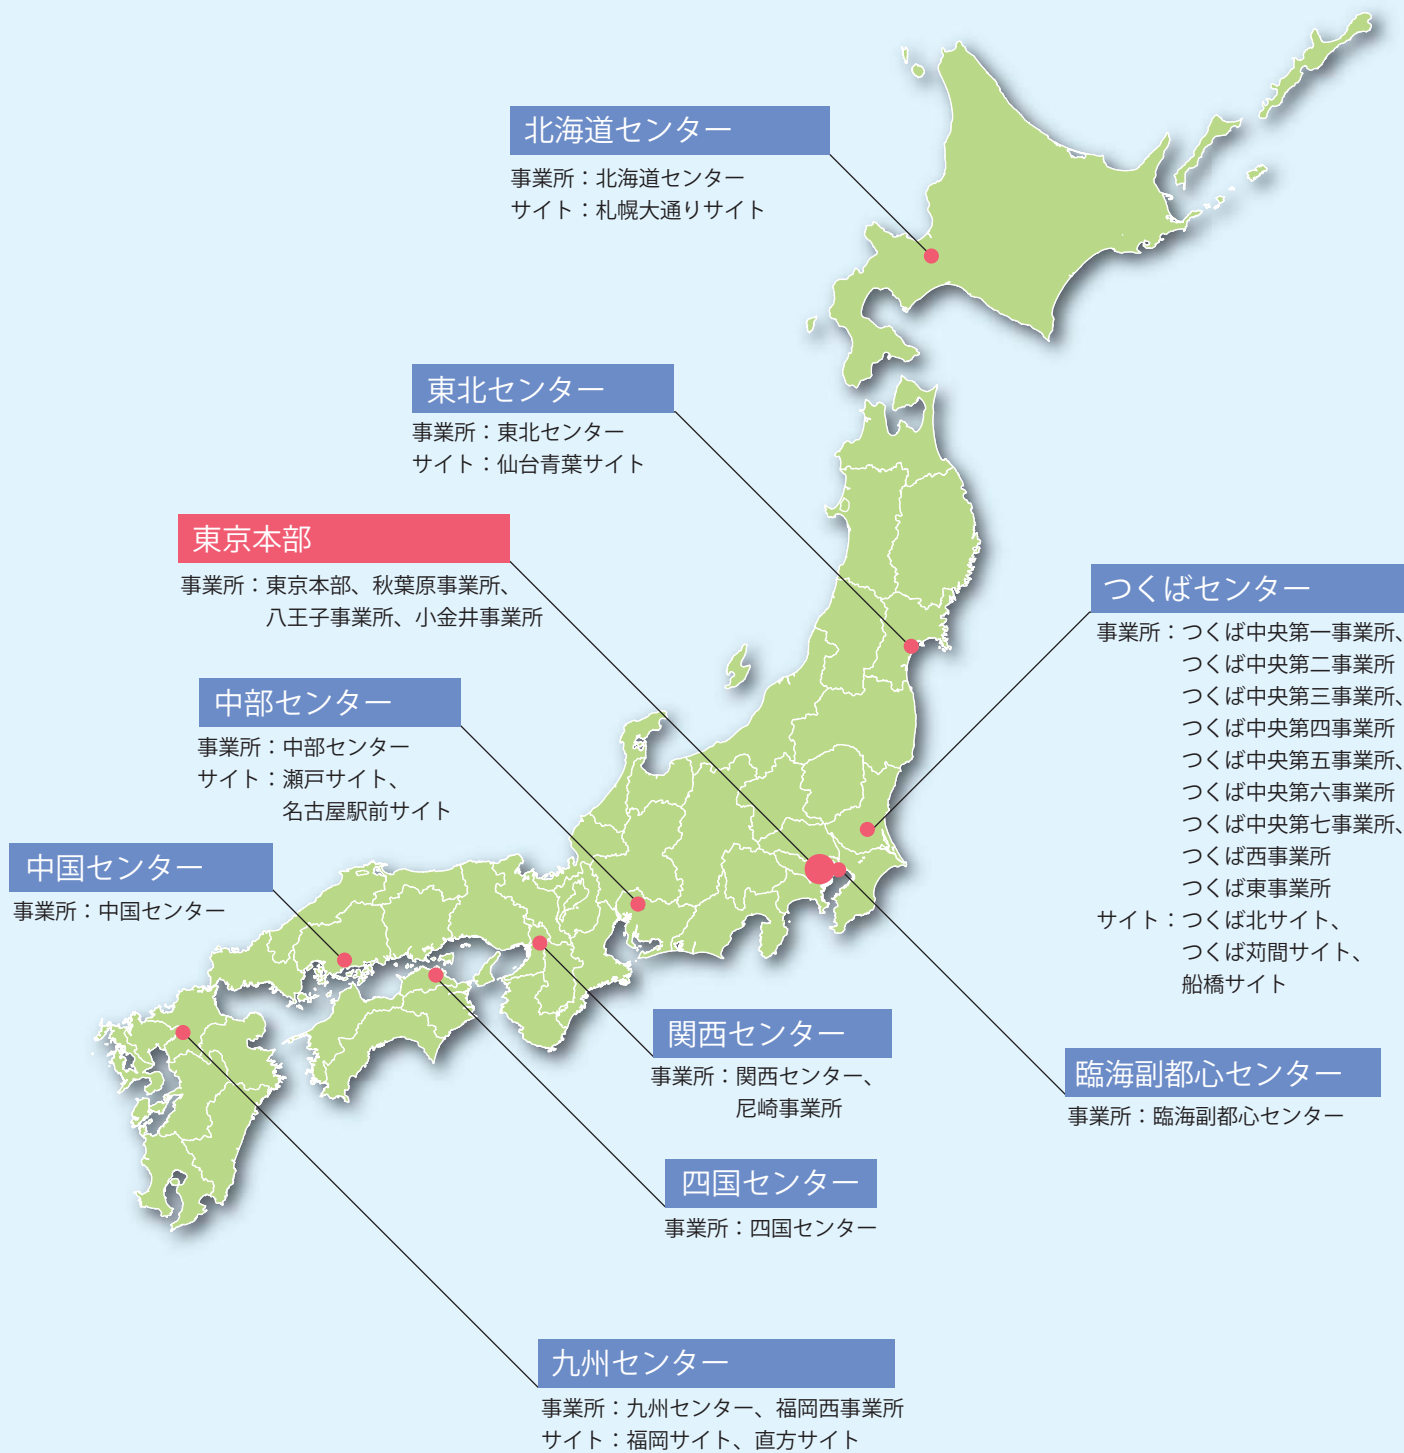 北海道センター
事業所：北海道センター
サイト：札幌大通りサイト
東北センター
事業所：東北センター
サイト：仙台青葉サイト
東京本部
事業所：東京本部、秋葉原事業所、
八王子事業所、小金井事業所
つくばセンター
事業所：つくば中央第一事業所、
つくば中央第二事業所
つくば中央第三事業所、
つくば中央第四事業所
つくば中央第五事業所、
つくば中央第六事業所
つくば中央第七事業所、
つくば西事業所
つくば東事業所
サイト：つくば北サイト、
つくば苅間サイト、
船橋サイト
中部センター
事業所：中部センター
サイト：瀬戸サイト、
名古屋駅前サイト
中国センター
事業所：中国センター
関西センター
事業所：関西センター、
尼崎事業所
臨海副都心センター
事業所：臨海副都心センター
四国センター
事業所：四国センター
九州センター
事業所：九州センター、福岡西事業所
サイト：福岡サイト、直方サイト